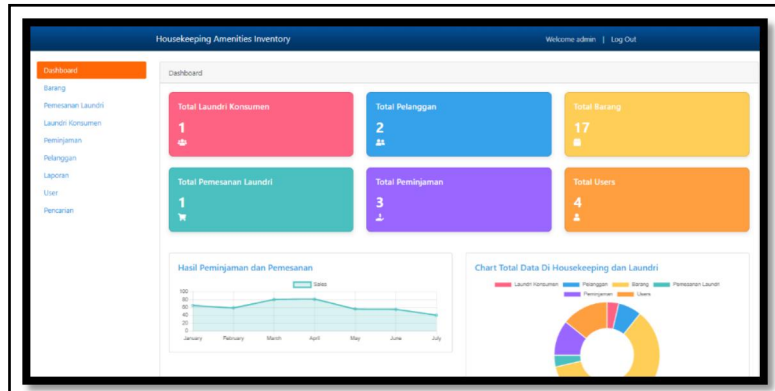 Housekeeping Amenities Inventory
Welcome admin | Log Out
Dashboard
Barang
Pemesanan Laundri
Laundri Konsumen
Peminjaman
Pelanggan
Laporan
User
Pencarian
Dashboard
Total Laundri Konsumen
1
Total Pelanggan
2
Total Barang
17
Total Pemesanan Laundri
1
Total Peminjaman
3
Total Users
4
Hasil Peminjaman dan Pemesanan
Sales
100
80
60
40
20
0
January February March April May June July
Chart Total Data Di Housekeeping dan Laundri
Laundri Konsumen Pelanggan Barang Pemesanan Laundri
Peminjaman Users